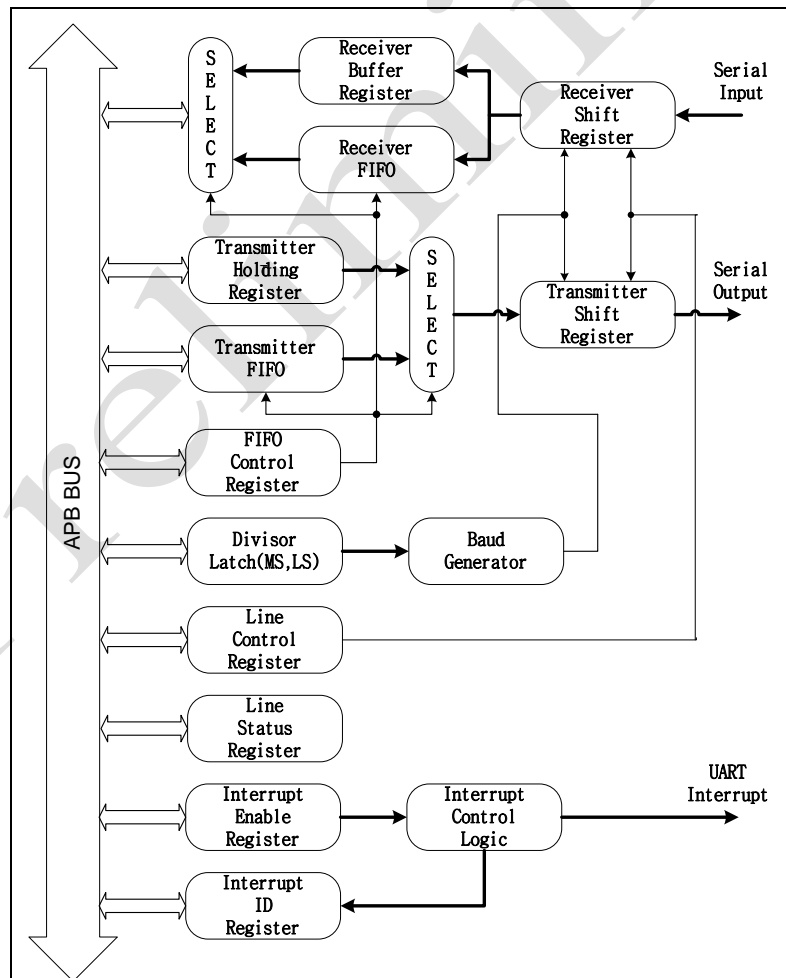 SELECT
Receiver
Buffer
Register
Receiver
FIFO
Receiver
Shift
Register
Serial
Input
Transmitter
Holding
Register
Transmitter
FIFO
SELECT
Transmitter
Shift
Register
Serial
Output
FIFO
Control
Register
Divisor
Latch(MS,LS)
Baud
Generator
Line
Control
Register
Line
Status
Register
Interrupt
Enable
Register
Interrupt
Control
Logic
UART
Interrupt
Interrupt
ID
Register
APB BUS
relimin